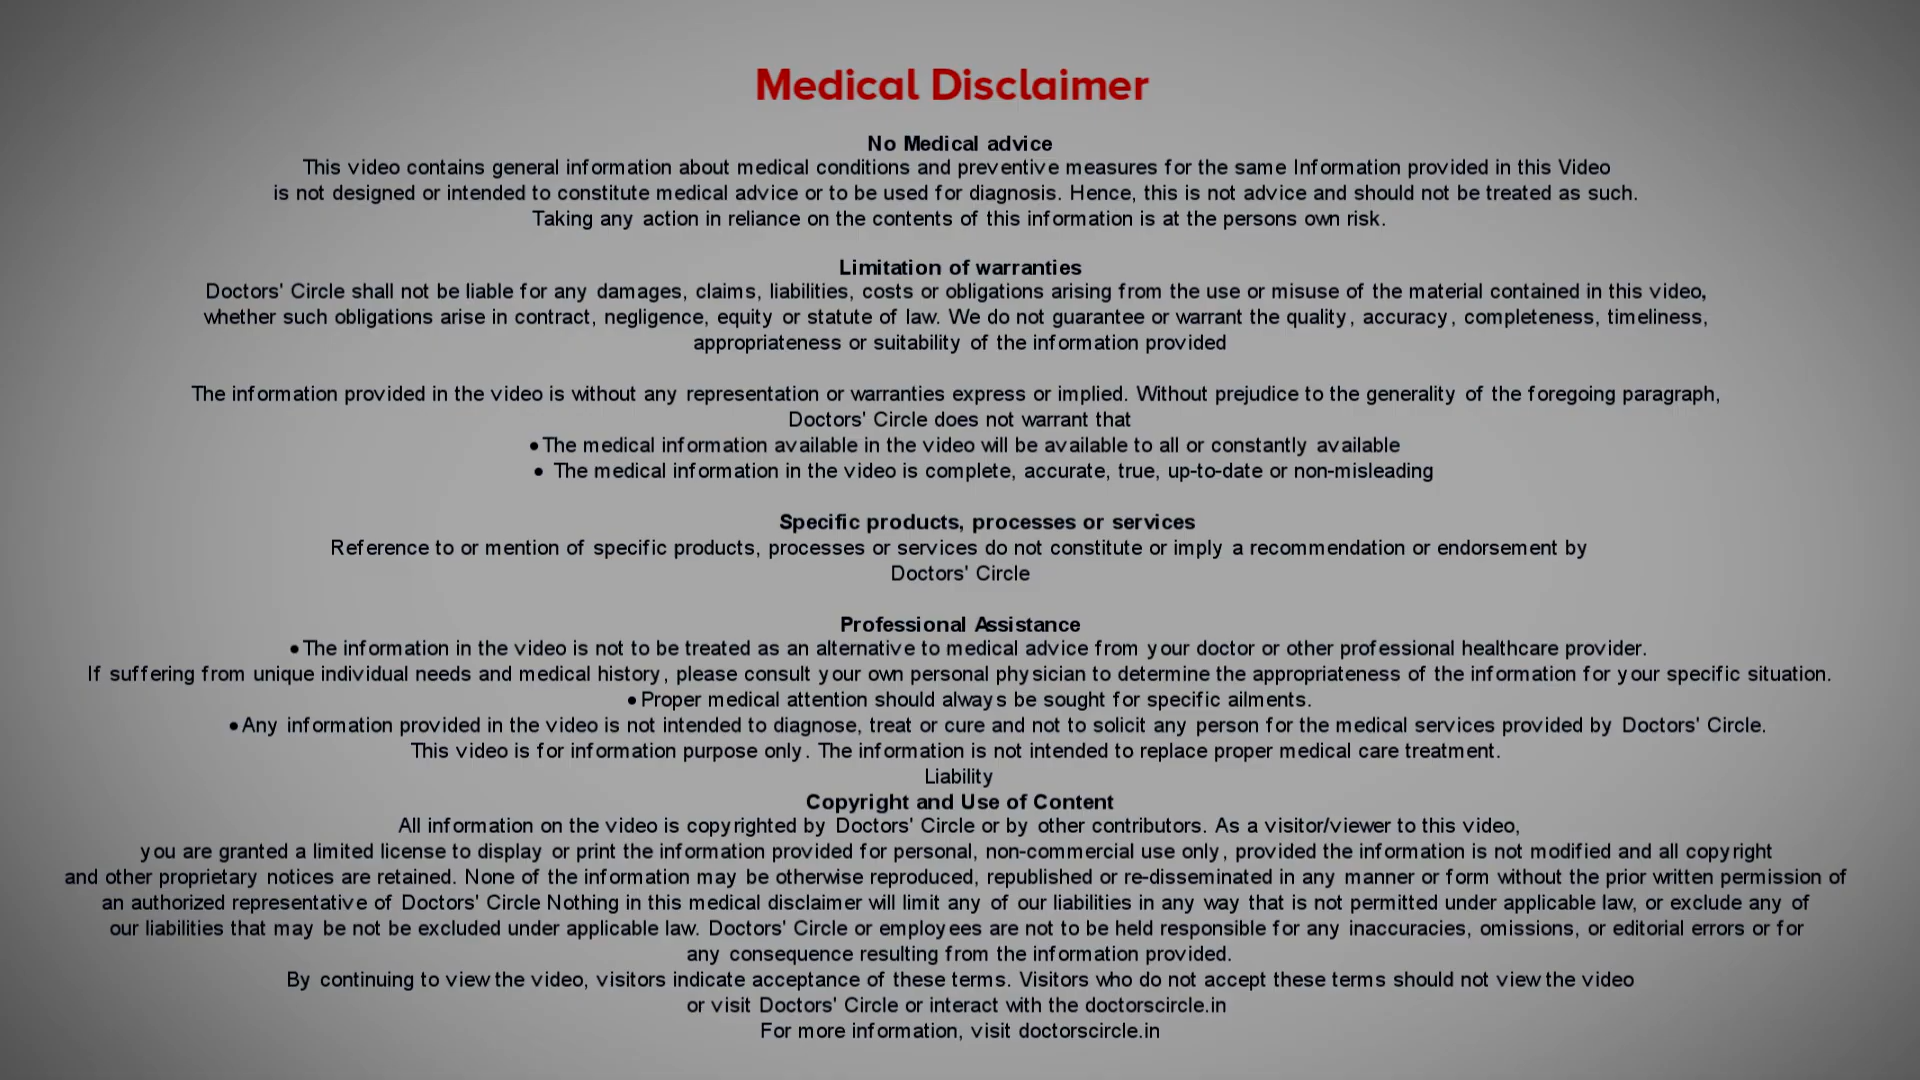 Medical Disclaimer
No Medical advice
This video contains general information about medical conditions and preventive measures for the same Information provided in this Video
is not designed or intended to constitute medical advice or to be used for diagnosis. Hence, this is not advice and should not be treated as such.
Taking any action in reliance on the contents of this information is at the persons own risk.
Limitation of warranties
Doctors' Circle shall not be liable for any damages, claims, liabilities, costs or obligations arising from the use or misuse of the material contained in this video,
whether such obligations arise in contract, negligence, equity or statute of law. We do not guarantee or warrant the quality, accuracy, completeness, timeliness,
appropriateness or suitability of the information provided
The information provided in the video is without any representation or warranties express or implied. Without prejudice to the generality of the foregoing paragraph,
Doctors' Circle does not warrant that
•The medical information available in the video will be available to all or constantly available
• The medical information in the video is complete, accurate, true, up-to-date or non-misleading
Specific products, processes or services
Reference to or mention of specific products, processes or services do not constitute or imply a recommendation or endorsement by
Doctors' Circle
Professional Assistance
•The information in the video is not to be treated as an alternative to medical advice from your doctor or other professional healthcare provider.
If suffering from unique individual needs and medical history, please consult your own personal physician to determine the appropriateness of the information for your specific situation.
•Proper medical attention should always be sought for specific ailments.
•Any information provided in the video is not intended to diagnose, treat or cure and not to solicit any person for the medical services provided by Doctors' Circle.
This video is for information purpose only. The information is not intended to replace proper medical care treatment.
Liability
Copyright and Use of Content
All information on the video is copyrighted by Doctors' Circle or by other contributors. As a visitor/viewer to this video,
you are granted a limited license to display or print the information provided for personal, non-commercial use only, provided the information is not modified and all copyright
and other proprietary notices are retained. None of the information may be otherwise reproduced, republished or re-disseminated in any manner or form without the prior written permission of
an authorized representative of Doctors' Circle Nothing in this medical disclaimer will limit any of our liabilities in any way that is not permitted under applicable law, or exclude any of
our liabilities that may be not be excluded under applicable law. Doctors' Circle or employees are not to be held responsible for any inaccuracies, omissions, or editorial errors or for
any consequence resulting from the information provided.
By continuing to view the video, visitors indicate acceptance of these terms. Visitors who do not accept these terms should not view the video
or visit Doctors' Circle or interact with the doctorscircle.in
For more information, visit doctorscircle.in